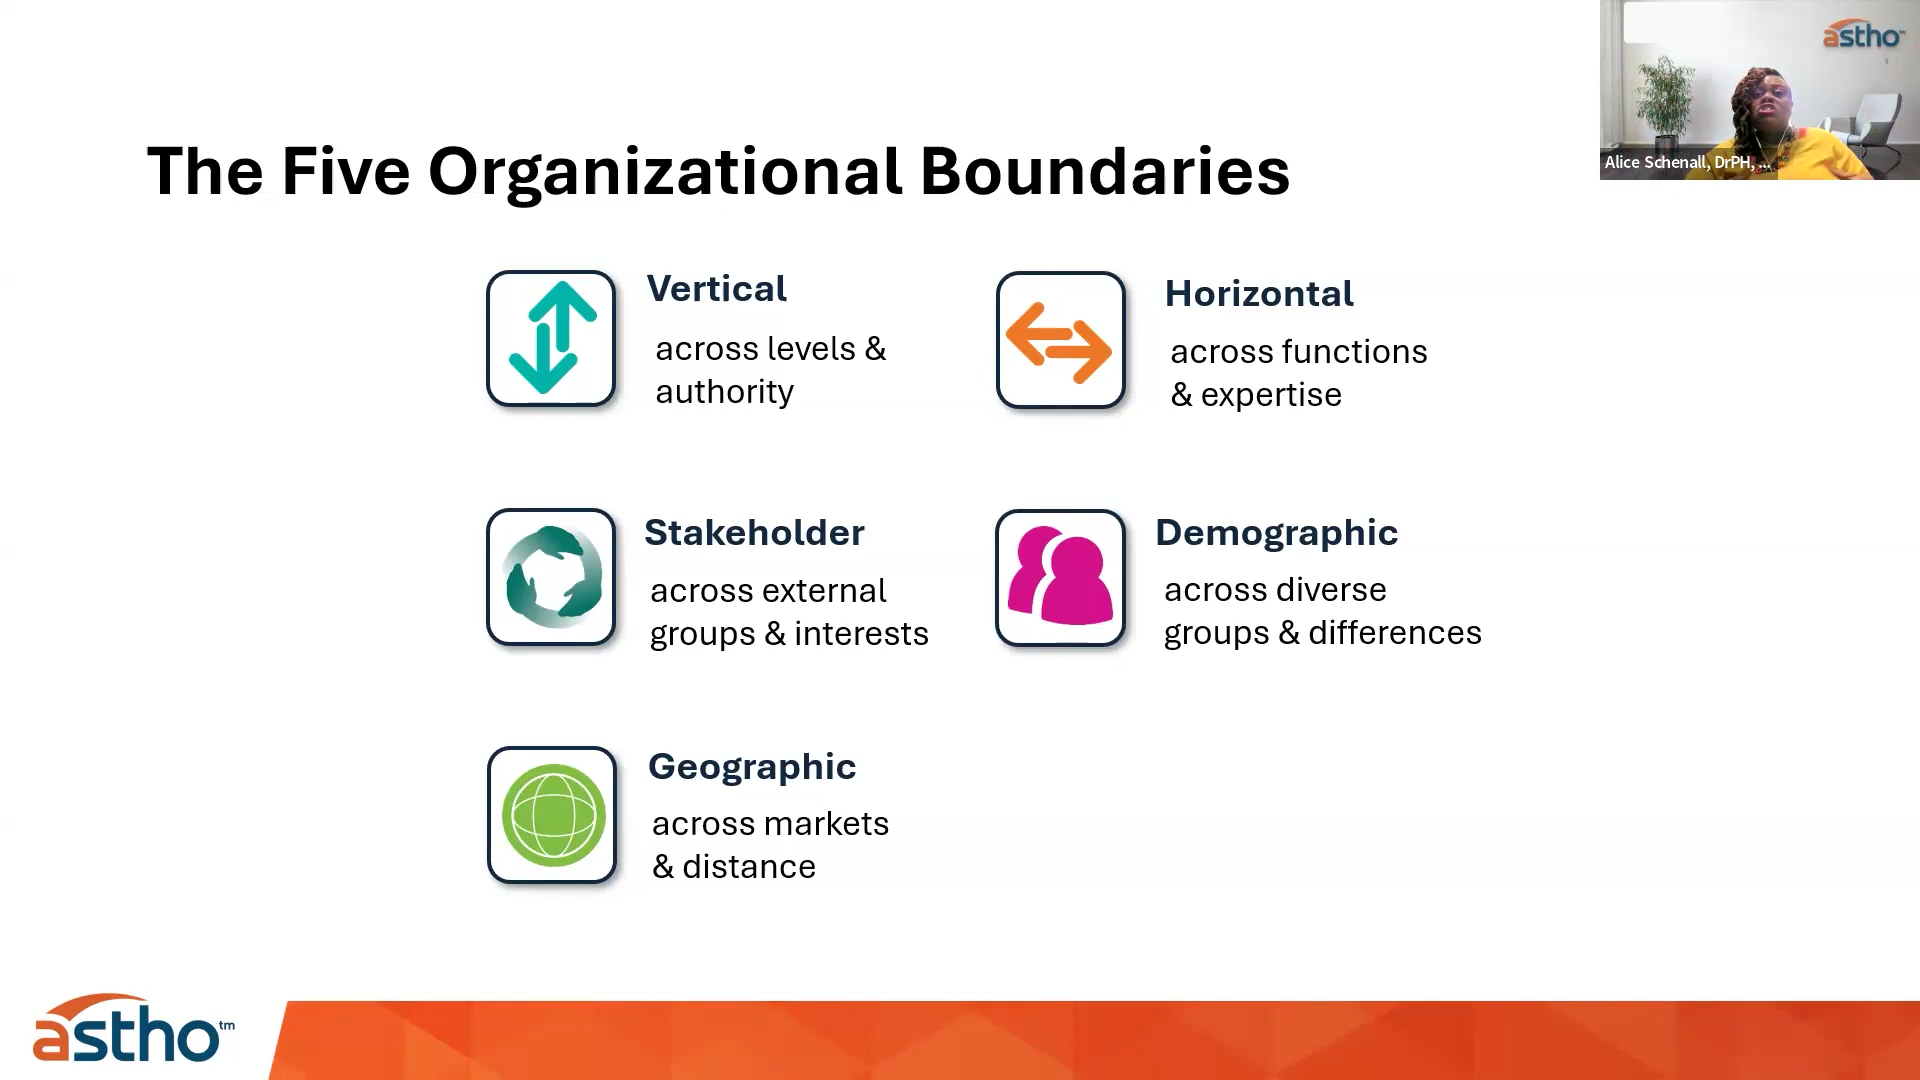 astho
Alice Schenall, DrPH, ...
The Five Organizational Boundaries
Vertical
across levels &
authority
Horizontal
across functions
& expertise
Stakeholder
across external
groups & interests
Demographic
across diverse
groups & differences
Geographic
across markets
& distance
astho™